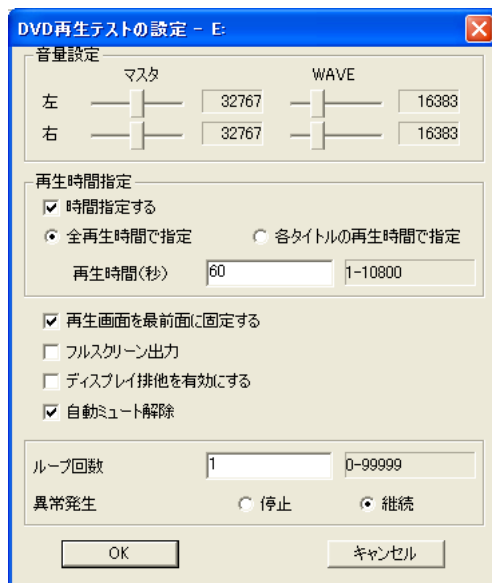 DVD再生テストの設定 - E:
音量設定
マスタ WAVE
左 32767 16383
右 32767 16383
再生時間指定
時間指定する
全再生時間で指定 各タイトルの再生時間で指定
再生時間(秒) 60 1-10800
再生画面を最前面に固定する
フルスクリーン出力
ディスプレイ排他を有効にする
自動ミュート解除
ループ回数 1 0-99999
異常発生 停止 継続
OK キャンセル